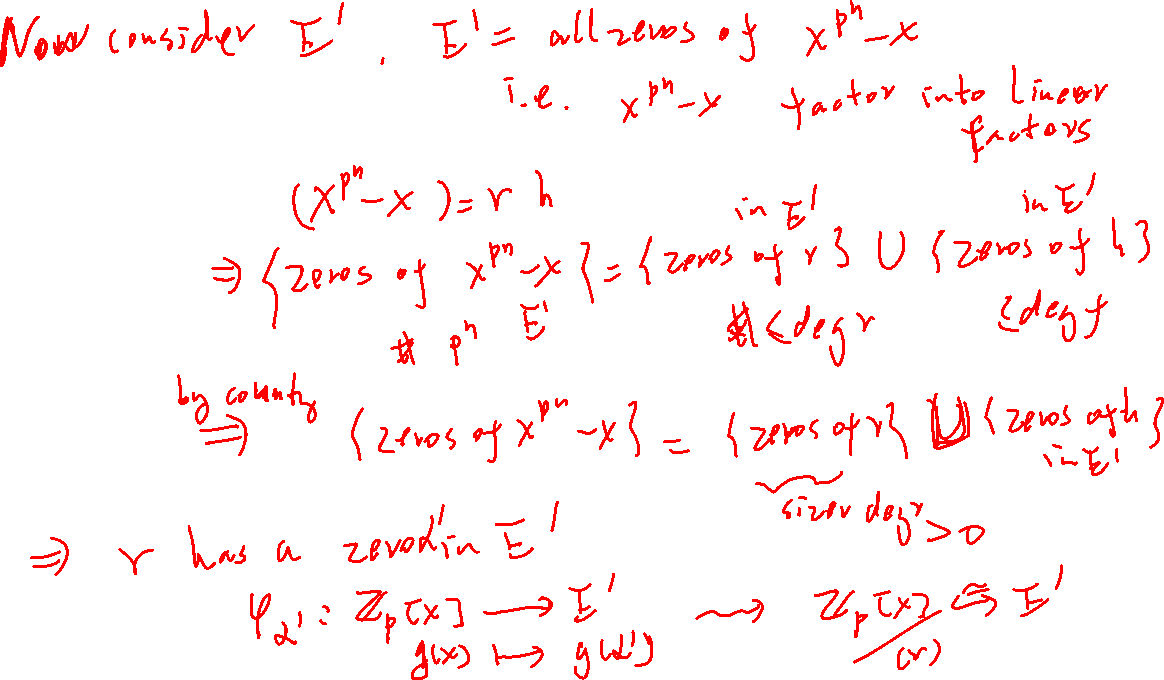 Now consider E'. E' = all zeros of x^{p^n}-x
i.e. x^{p^n}-x factor into linear
factors
(x^{p^n}-x) = r h
in E' in E'
⇒ {zeros of x^{p^n}-x} = {zeros of r} ∪ {zeros of h}
# p^n E' # ≤ deg r ≤ deg f
by county
⇒ {zeros of x^{p^n}-x} = {zeros of r} ⊔ {zeros of h}
in E'
size deg r > 0
⇒ r has a zero α' in E'
φ_{α'} : ℤ_p[x] → E' ⇝ ℤ_p[x]/(r) ≅ E'
g(x) ↦ g(α')